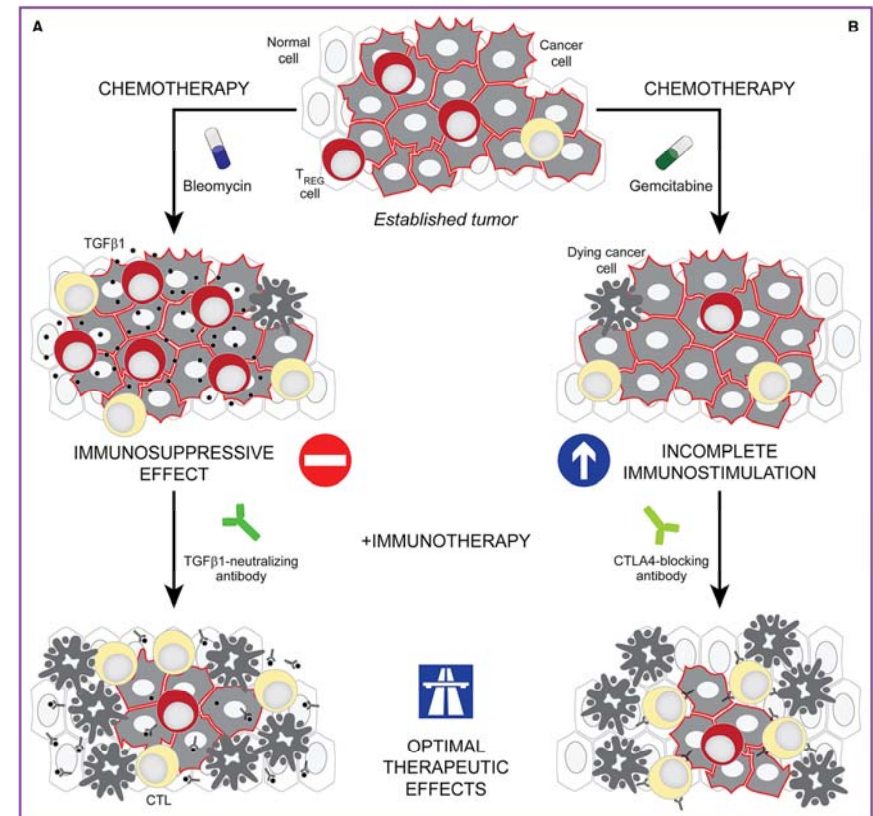 A
B
Normal
cell
Cancer
cell
CHEMOTHERAPY
CHEMOTHERAPY
Bleomycin
T_REG
cell
Gemcitabine
Established tumor
TGFβ1
Dying cancer
cell
IMMUNOSUPPRESSIVE
EFFECT
INCOMPLETE
IMMUNOSTIMULATION
+IMMUNOTHERAPY
TGFβ1-neutralizing
antibody
CTLA4-blocking
antibody
OPTIMAL
THERAPEUTIC
EFFECTS
CTL